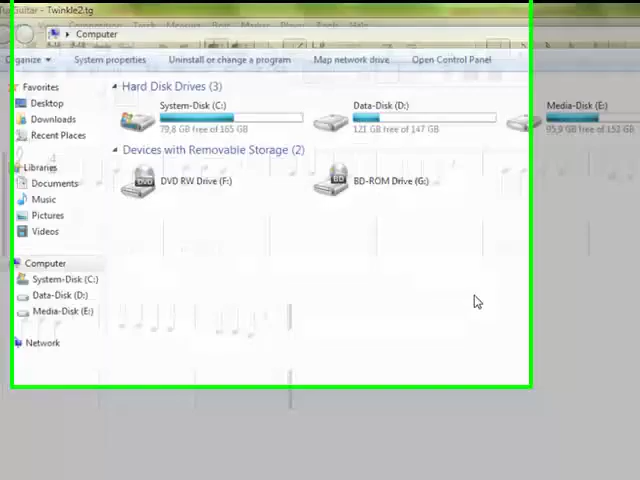 Guitar - Twinkle2.tg
Computer
Organize
System properties
Uninstall or change a program
Map network drive
Open Control Panel
Favorites
Desktop
Downloads
Recent Places
Libraries
Documents
Music
Pictures
Videos
Computer
System-Disk (C:)
Data-Disk (D:)
Media-Disk (E:)
Network
Hard Disk Drives (3)
System-Disk (C:)
79,8 GB free of 165 GB
Data-Disk (D:)
121 GB free of 147 GB
Media-Disk (E:)
95,9 GB free of 152 GB
Devices with Removable Storage (2)
DVD RW Drive (F:)
BD-ROM Drive (G:)